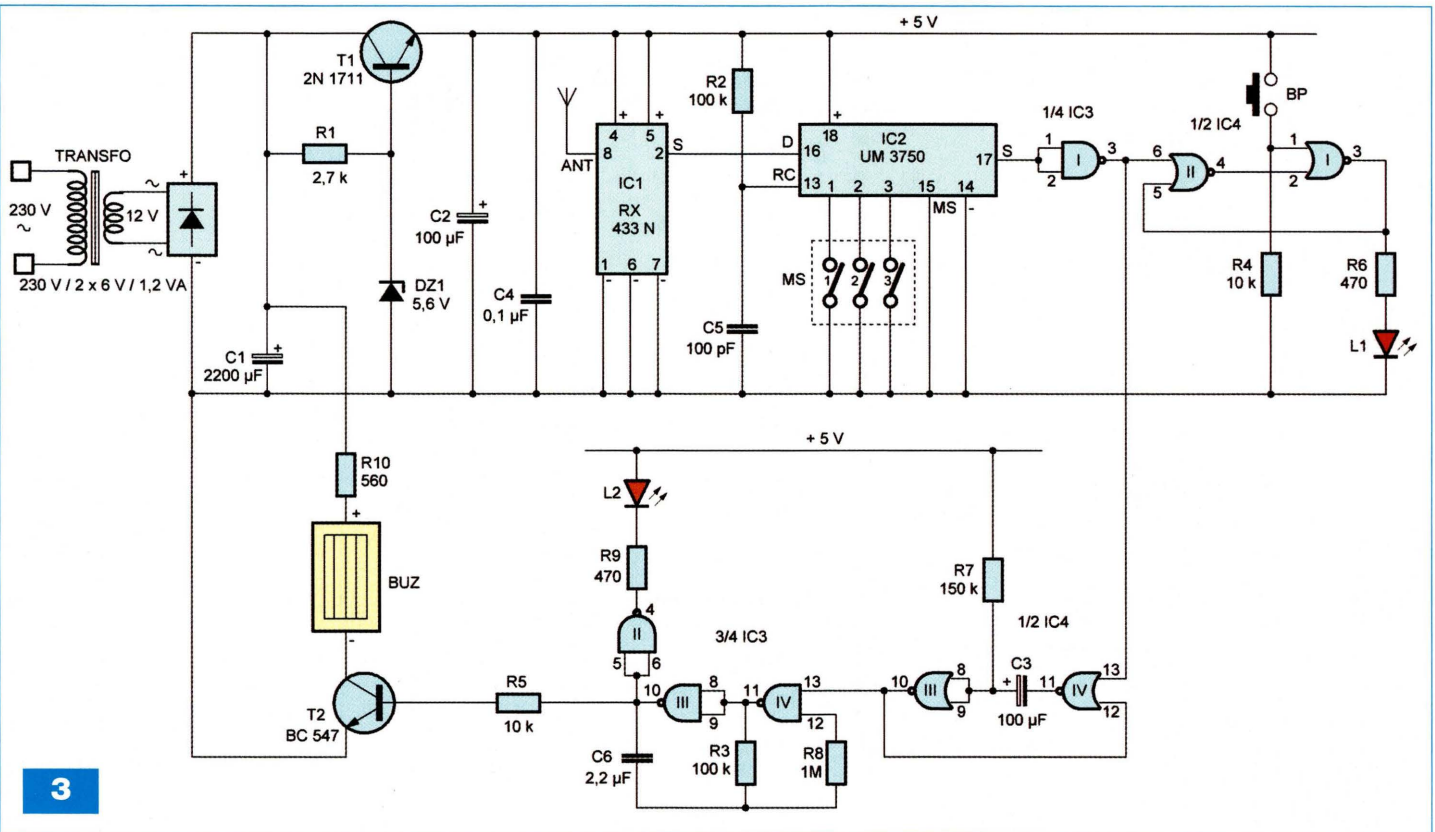 + 5 V
T1
2N 1711
R1
2,7 k
TRANSFO
230 V
~
12 V
~
~
+
-
230 V / 2 x 6 V / 1,2 VA
C1
2200 µF
+
DZ1
5,6 V
C2
100 µF
+
C4
0,1 µF
ANT
8
4
+
5
+
2
S
IC1
RX
433 N
1
-
6
-
7
-
R2
100 k
C5
100 pF
D
16
RC
13
18
+
IC2
UM 3750
17
S
1
2
3
15
MS
14
-
MS
1
2
3
1/4 IC3
1
2
I
3
1/2 IC4
6
5
II
4
BP
1
2
I
3
R4
10 k
R6
470
L1
+ 5 V
R10
560
+
BUZ
-
T2
BC 547
R5
10 k
L2
R9
470
4
II
5
6
3/4 IC3
10
III
8
9
11
IV
13
12
C6
2,2 µF
R3
100 k
R8
1M
R7
150 k
1/2 IC4
10
III
8
9
C3
+
100 µF
11
IV
13
12
3